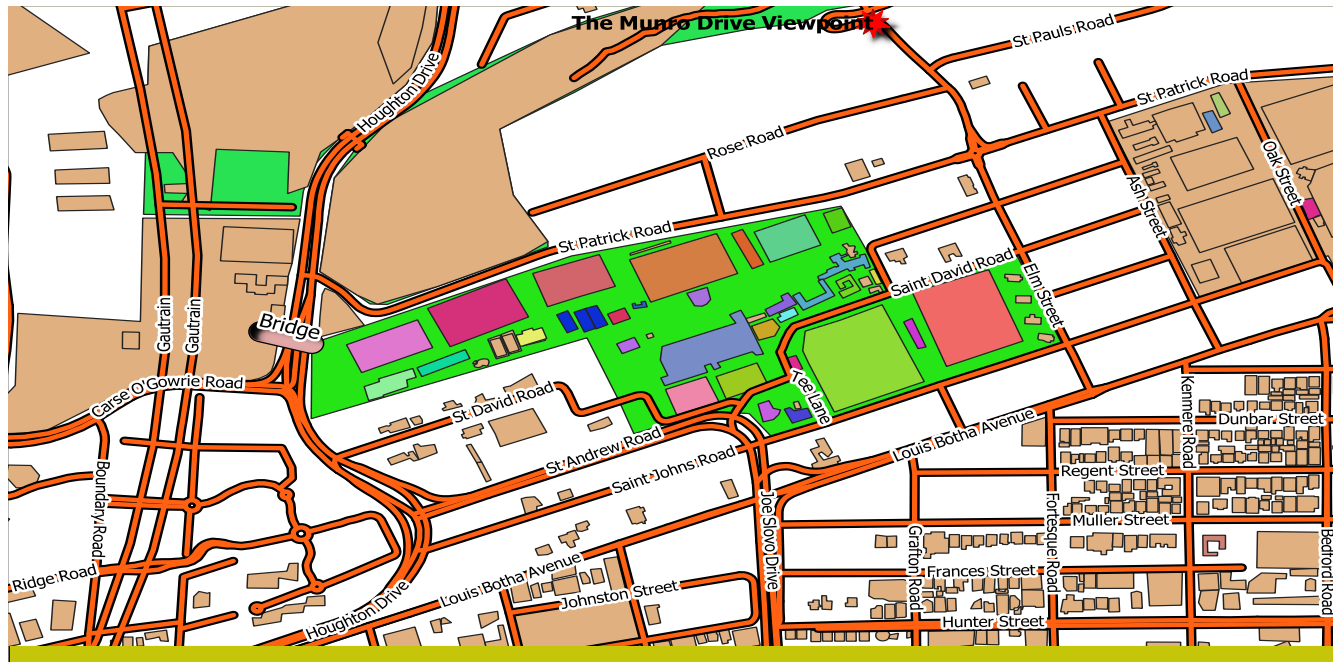 The Munro Drive Viewpoint
St Pauls Road
Houghton Drive
St Patrick Road
Rose Road
Oak Street
Ash Street
St Patrick Road
Saint David Road
Elm Street
Gautrain
Gautrain
Bridge
Carse O'Gowrie Road
St David Road
Tee Lane
Kenmere Road
Dunbar Street
Louis Botha Avenue
St Andrew Road
Saint Johns Road
Regent Street
Boundary Road
Joe Slovo Drive
Fortesque Road
Muller Street
Grafton Road
Bedford Road
Ridge Road
Louis Botha Avenue
Frances Street
Johnston Street
Houghton Drive
Hunter Street